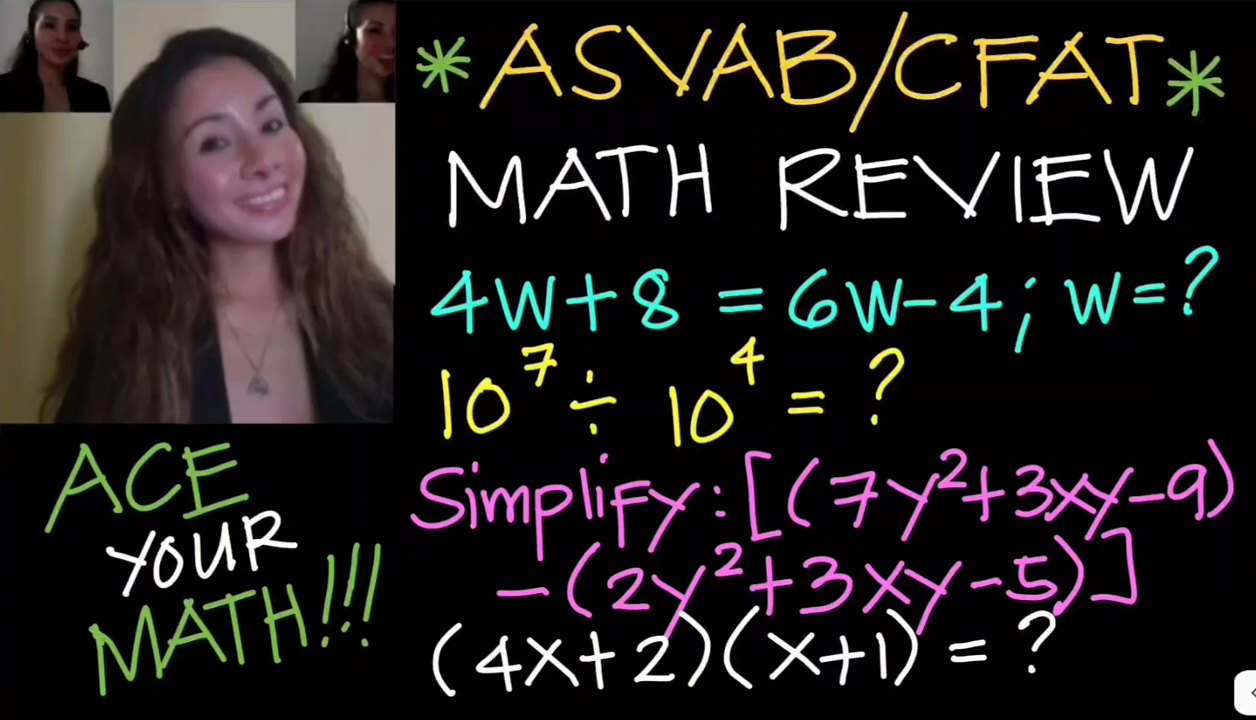 *ASVAB/CFAT*
MATH REVIEW
4W+8 = 6W-4; W=?
10⁷ ÷ 10⁴ = ?
Simplify: [(7y²+3xy-9)
-(2y²+3xy-5)]
(4x+2)(x+1) = ?
ACE
YOUR
MATH!!!